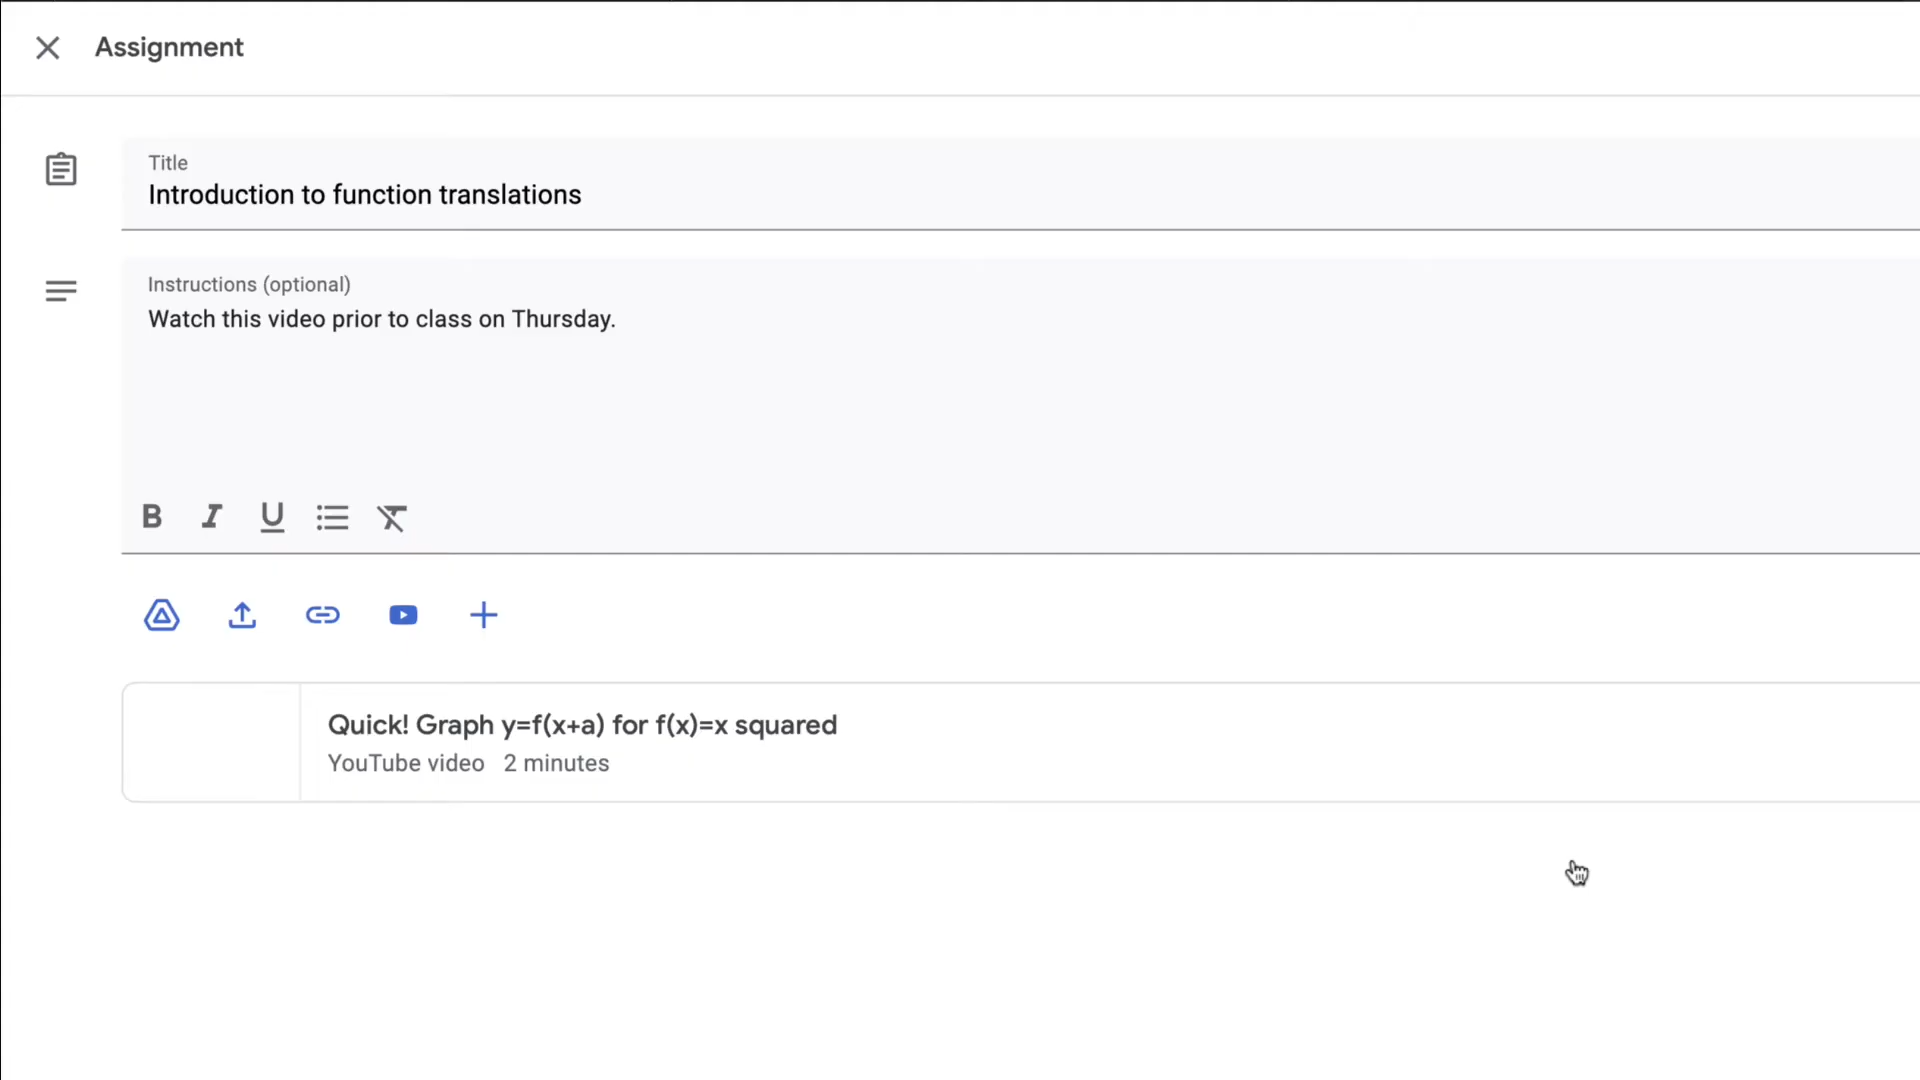 Assignment
Title
Introduction to function translations
Instructions (optional)
Watch this video prior to class on Thursday.
B I U
Quick! Graph y=f(x+a) for f(x)=x squared
YouTube video 2 minutes